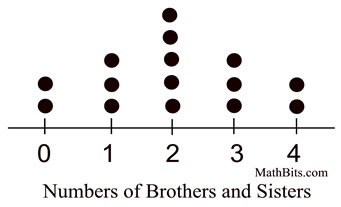 0 1 2 3 4
MathBits.com
Numbers of Brothers and Sisters